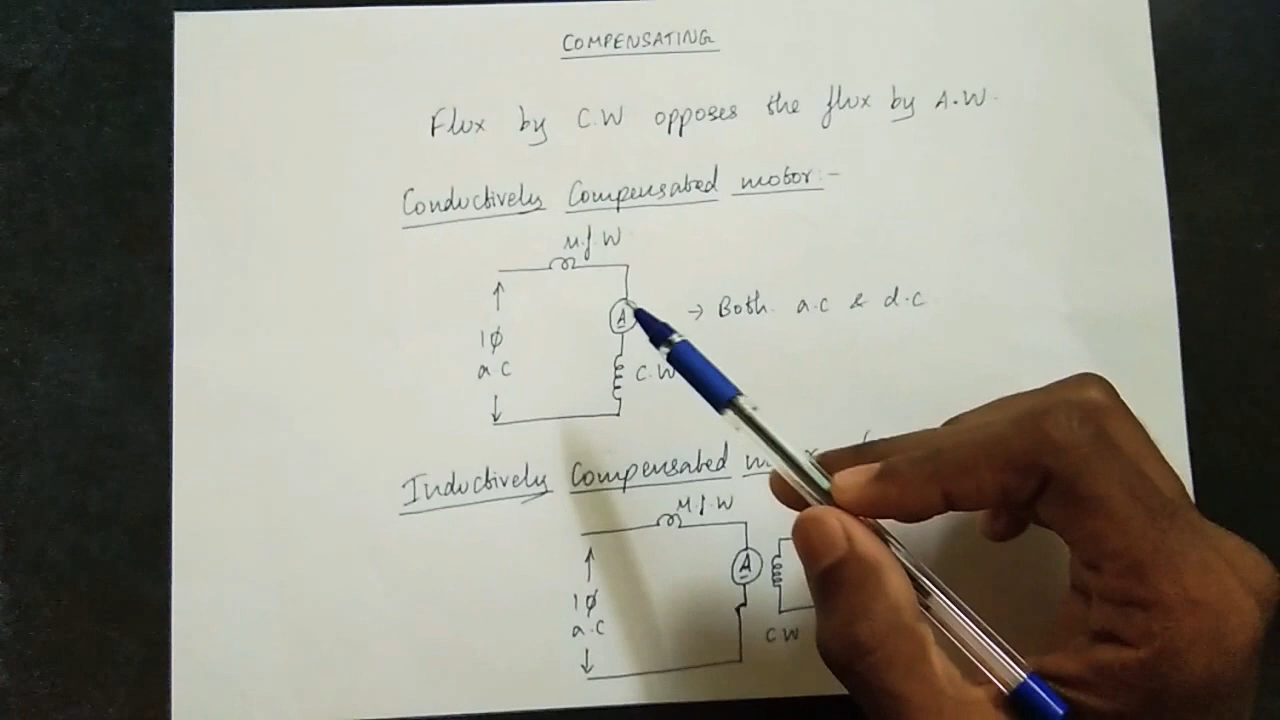 COMPENSATING
Flux by C.W opposes the flux by A.W.
Conductively Compensated motor:-
M.f.W
A
→ Both a.c & d.c
1φ
a.c
C.W
Inductively Compensated
M.f.W
A
1φ
a.c
C.W